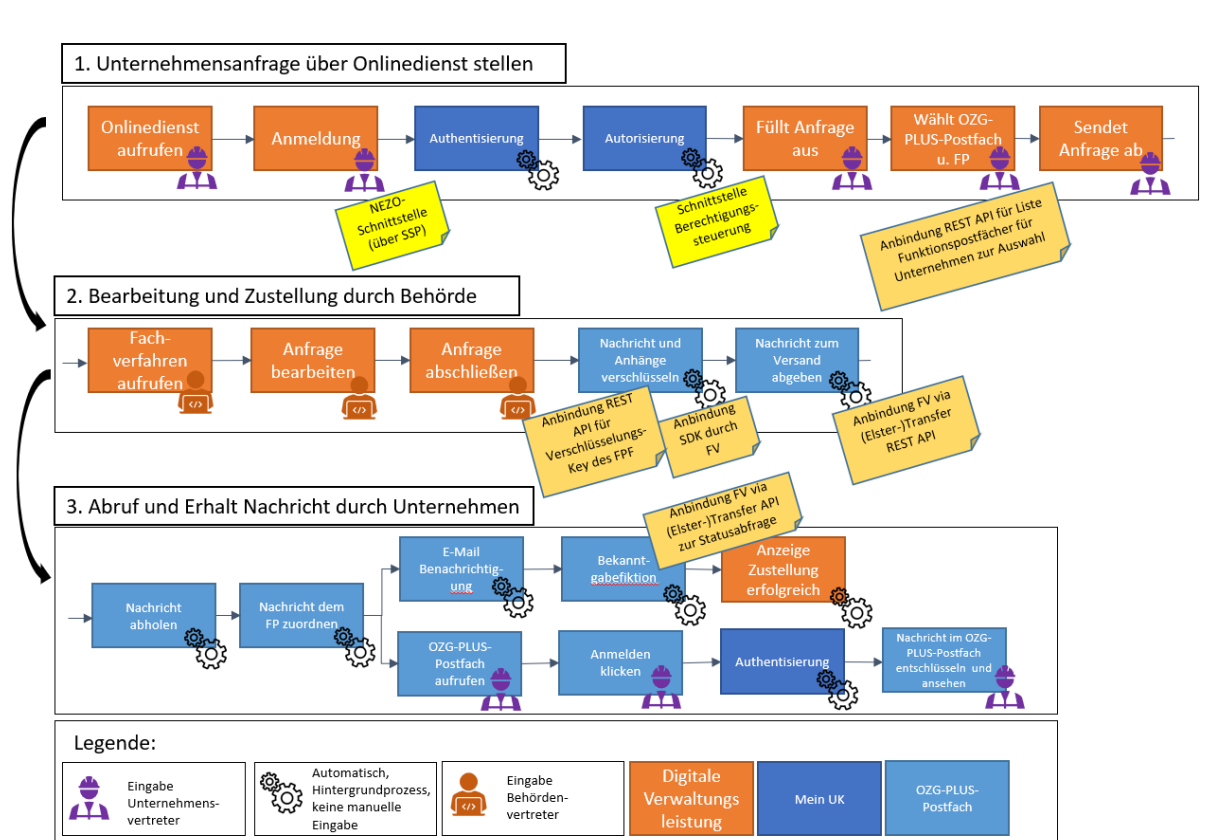 1. Unternehmensanfrage über Onlinedienst stellen
Onlinedienst
aufrufen
Anmeldung
Authentisierung
Autorisierung
Füllt Anfrage
aus
Wählt OZG-
PLUS-Postfach
u. FP
Sendet
Anfrage ab
NEZO-
Schnittstelle
(über SSP)
Schnittstelle
Berechtigungs-
steuerung
Anbindung REST API für Liste
Funktionspostfächer für
Unternehmen zur Auswahl
2. Bearbeitung und Zustellung durch Behörde
Fach-
verfahren
aufrufen
Anfrage
bearbeiten
Anfrage
abschließen
Nachricht und
Anhänge
verschlüsseln
Nachricht zum
Versand
abgeben
Anbindung REST
API für
Verschlüsselungs-
Key des FPF
Anbindung
SDK durch
FV
Anbindung FV via
(Elster-)Transfer
REST API
3. Abruf und Erhalt Nachricht durch Unternehmen
Anbindung FV via
(Elster-)Transfer API
zur Statusabfrage
Nachricht
abholen
Nachricht dem
FP zuordnen
E-Mail
Benachrichtig-
ung
Bekannt-
gabefiktion
Anzeige
Zustellung
erfolgreich
OZG-PLUS-
Postfach
aufrufen
Anmelden
klicken
Authentisierung
Nachricht im OZG-
PLUS-Postfach
entschlüsseln und
ansehen
Legende:
Eingabe
Unternehmens-
vertreter
Automatisch,
Hintergrundprozess,
keine manuelle
Eingabe
Eingabe
Behörden-
vertreter
Digitale
Verwaltungs
leistung
Mein UK
OZG-PLUS-
Postfach